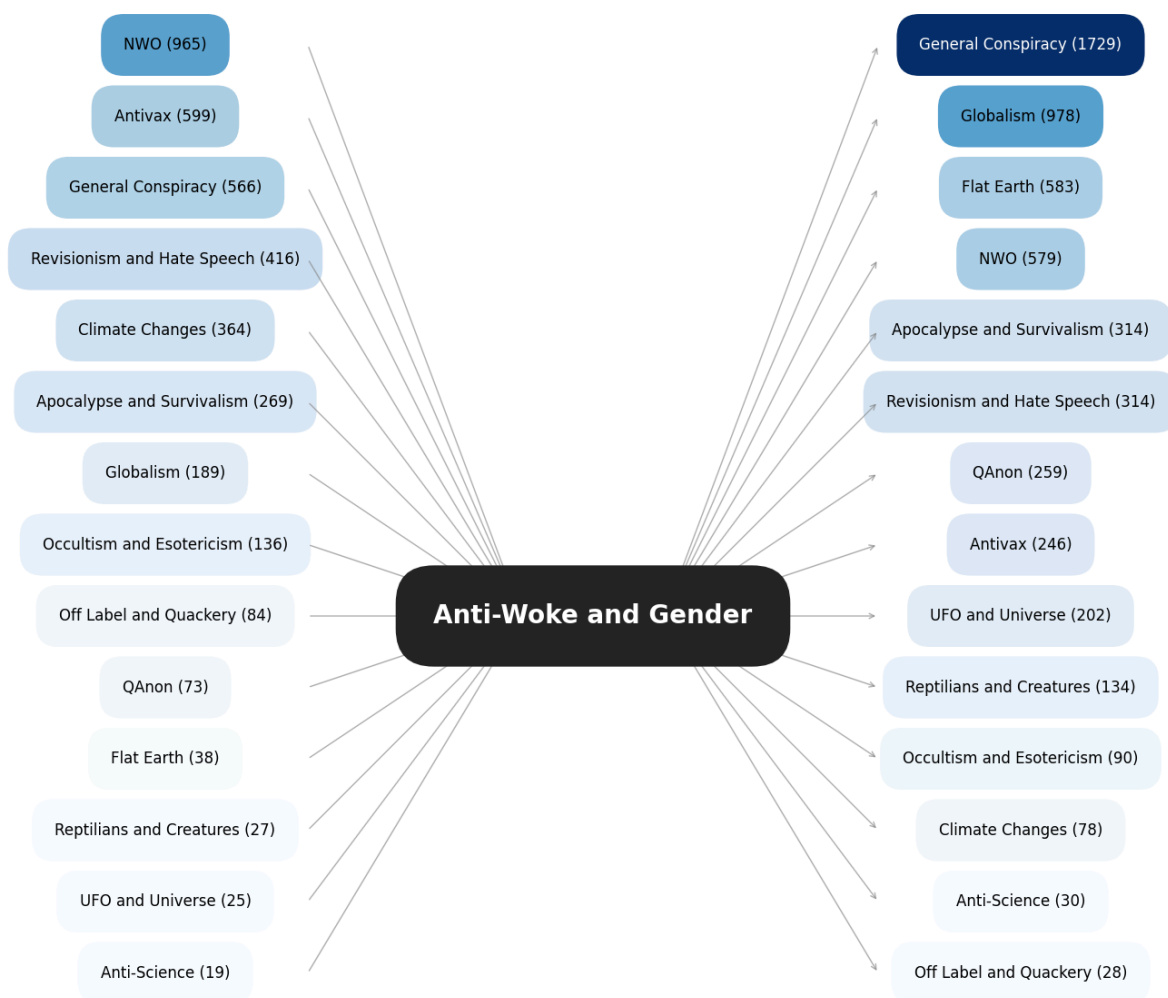 NWO (965)
Antivax (599)
General Conspiracy (566)
Revisionism and Hate Speech (416)
Climate Changes (364)
Apocalypse and Survivalism (269)
Globalism (189)
Occultism and Esotericism (136)
Off Label and Quackery (84)
QAnon (73)
Flat Earth (38)
Reptilians and Creatures (27)
UFO and Universe (25)
Anti-Science (19)
Anti-Woke and Gender
General Conspiracy (1729)
Globalism (978)
Flat Earth (583)
NWO (579)
Apocalypse and Survivalism (314)
Revisionism and Hate Speech (314)
QAnon (259)
Antivax (246)
UFO and Universe (202)
Reptilians and Creatures (134)
Occultism and Esotericism (90)
Climate Changes (78)
Anti-Science (30)
Off Label and Quackery (28)